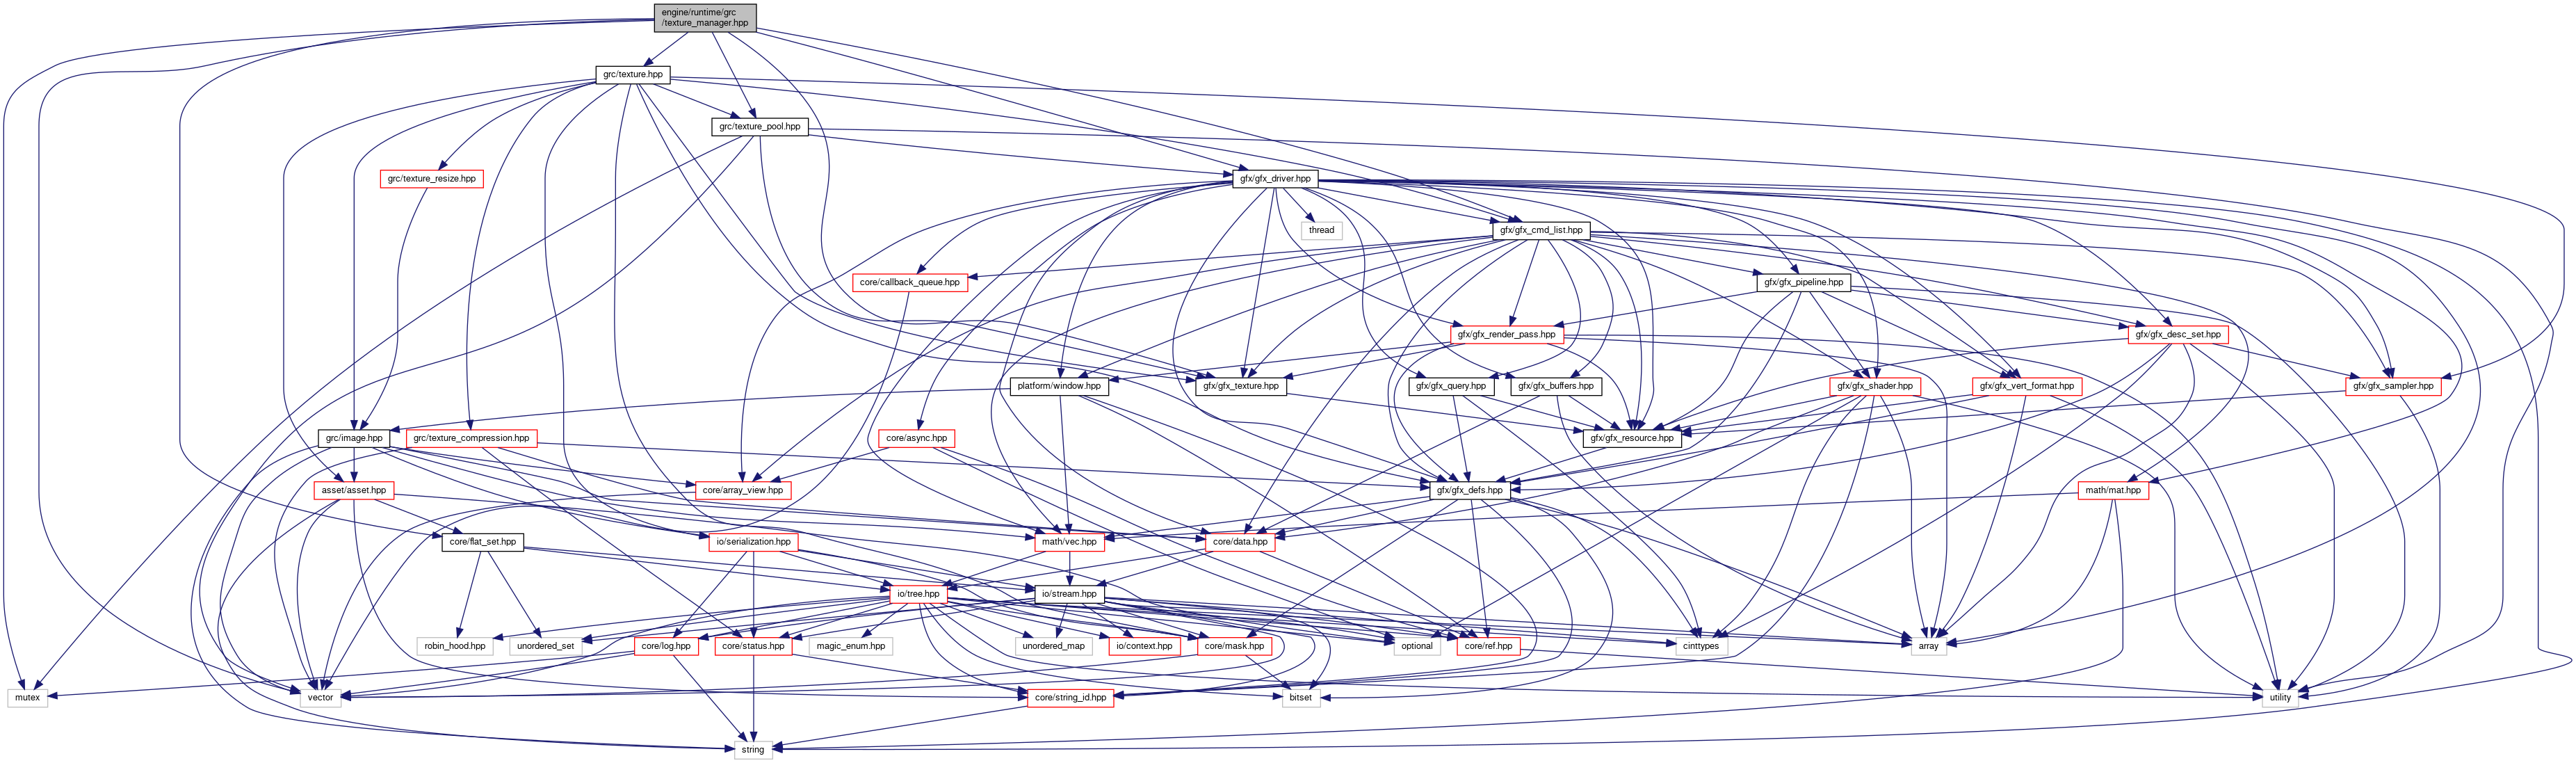 engine/runtime/grc
/texture_manager.hpp
grc/texture.hpp
grc/texture_pool.hpp
grc/texture_resize.hpp
gfx/gfx_driver.hpp
thread
gfx/gfx_cmd_list.hpp
core/callback_queue.hpp
gfx/gfx_pipeline.hpp
gfx/gfx_render_pass.hpp
gfx/gfx_desc_set.hpp
platform/window.hpp
gfx/gfx_texture.hpp
gfx/gfx_query.hpp
gfx/gfx_buffers.hpp
gfx/gfx_shader.hpp
gfx/gfx_vert_format.hpp
gfx/gfx_sampler.hpp
grc/image.hpp
grc/texture_compression.hpp
core/async.hpp
gfx/gfx_resource.hpp
asset/asset.hpp
core/array_view.hpp
gfx/gfx_defs.hpp
math/mat.hpp
core/flat_set.hpp
io/serialization.hpp
math/vec.hpp
core/data.hpp
io/tree.hpp
io/stream.hpp
robin_hood.hpp
unordered_set
core/log.hpp
core/status.hpp
magic_enum.hpp
unordered_map
io/context.hpp
core/mask.hpp
optional
core/ref.hpp
cinttypes
array
mutex
vector
core/string_id.hpp
bitset
utility
string